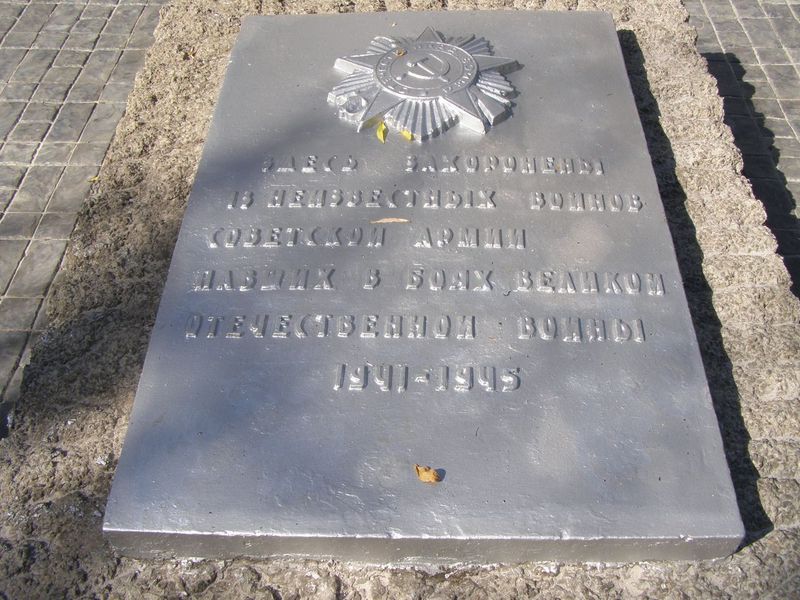 ЗДЕСЬ ЗАХОРОНЕНЫ
18 НЕИЗВЕСТНЫХ ВОИНОВ
СОВЕТСКОЙ АРМИИ
ПАВШИХ В БОЯХ ВЕЛИКОЙ
ОТЕЧЕСТВЕННОЙ ВОЙНЫ
1941-1945